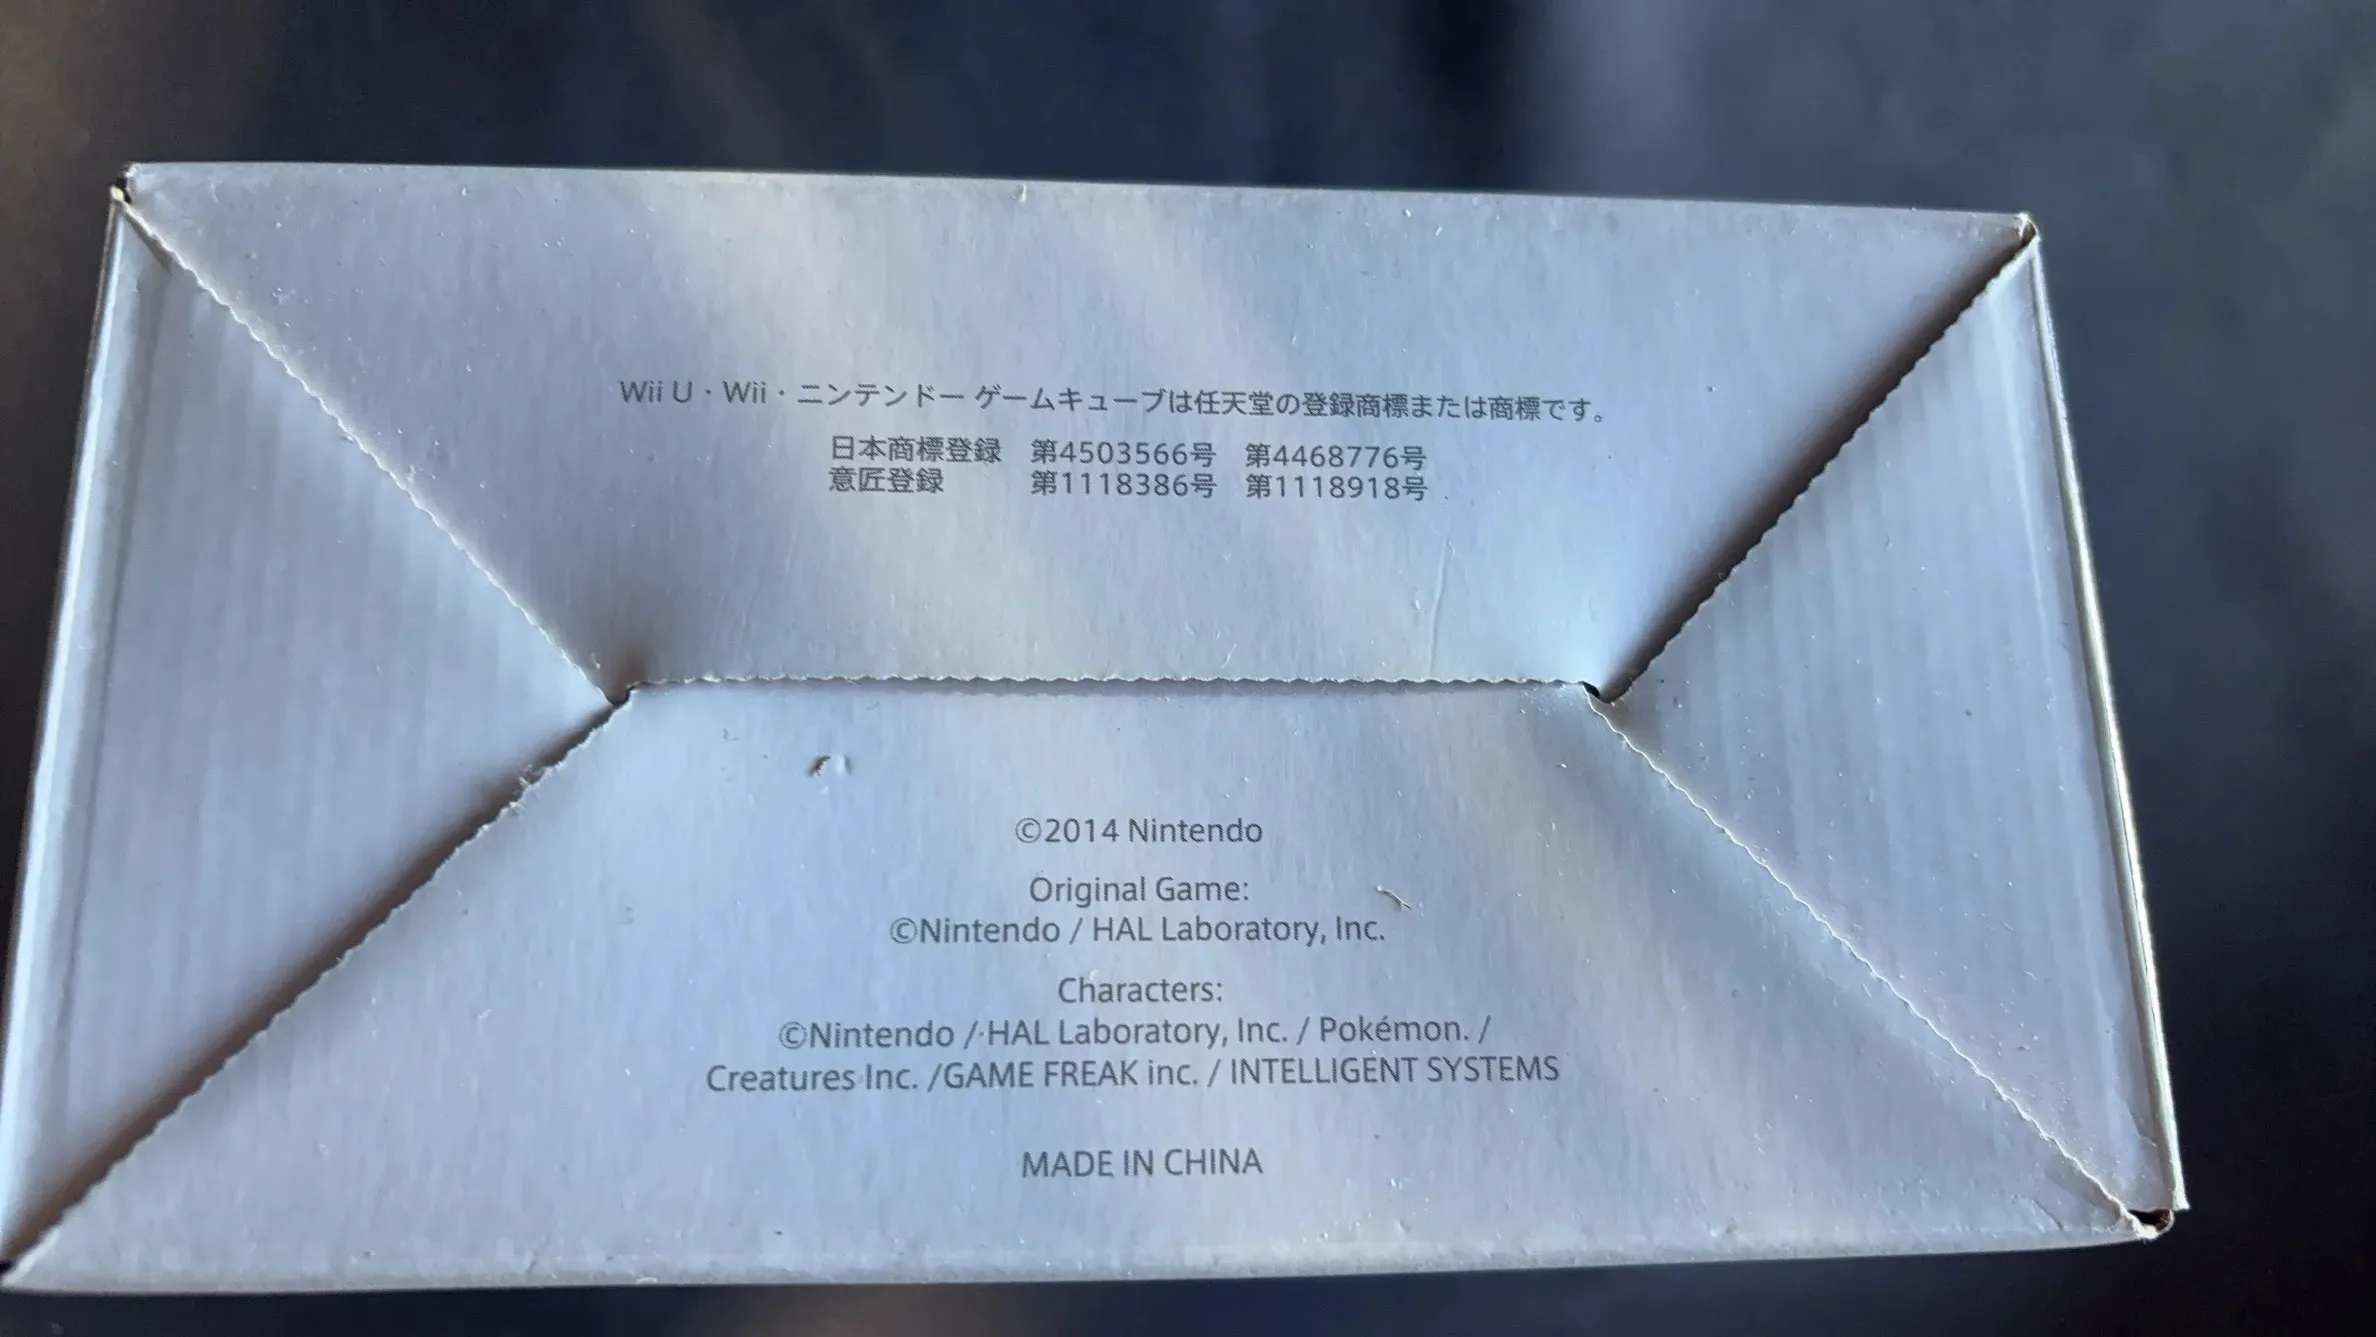 Wii U・Wii・ニンテンドー ゲームキューブは任天堂の登録商標または商標です。
日本商標登録 第4503566号 第4468776号
意匠登録 第1118386号 第1118918号
©2014 Nintendo
Original Game:
©Nintendo / HAL Laboratory, Inc.
Characters:
©Nintendo / HAL Laboratory, Inc. / Pokémon. /
Creatures Inc. /GAME FREAK inc. / INTELLIGENT SYSTEMS
MADE IN CHINA